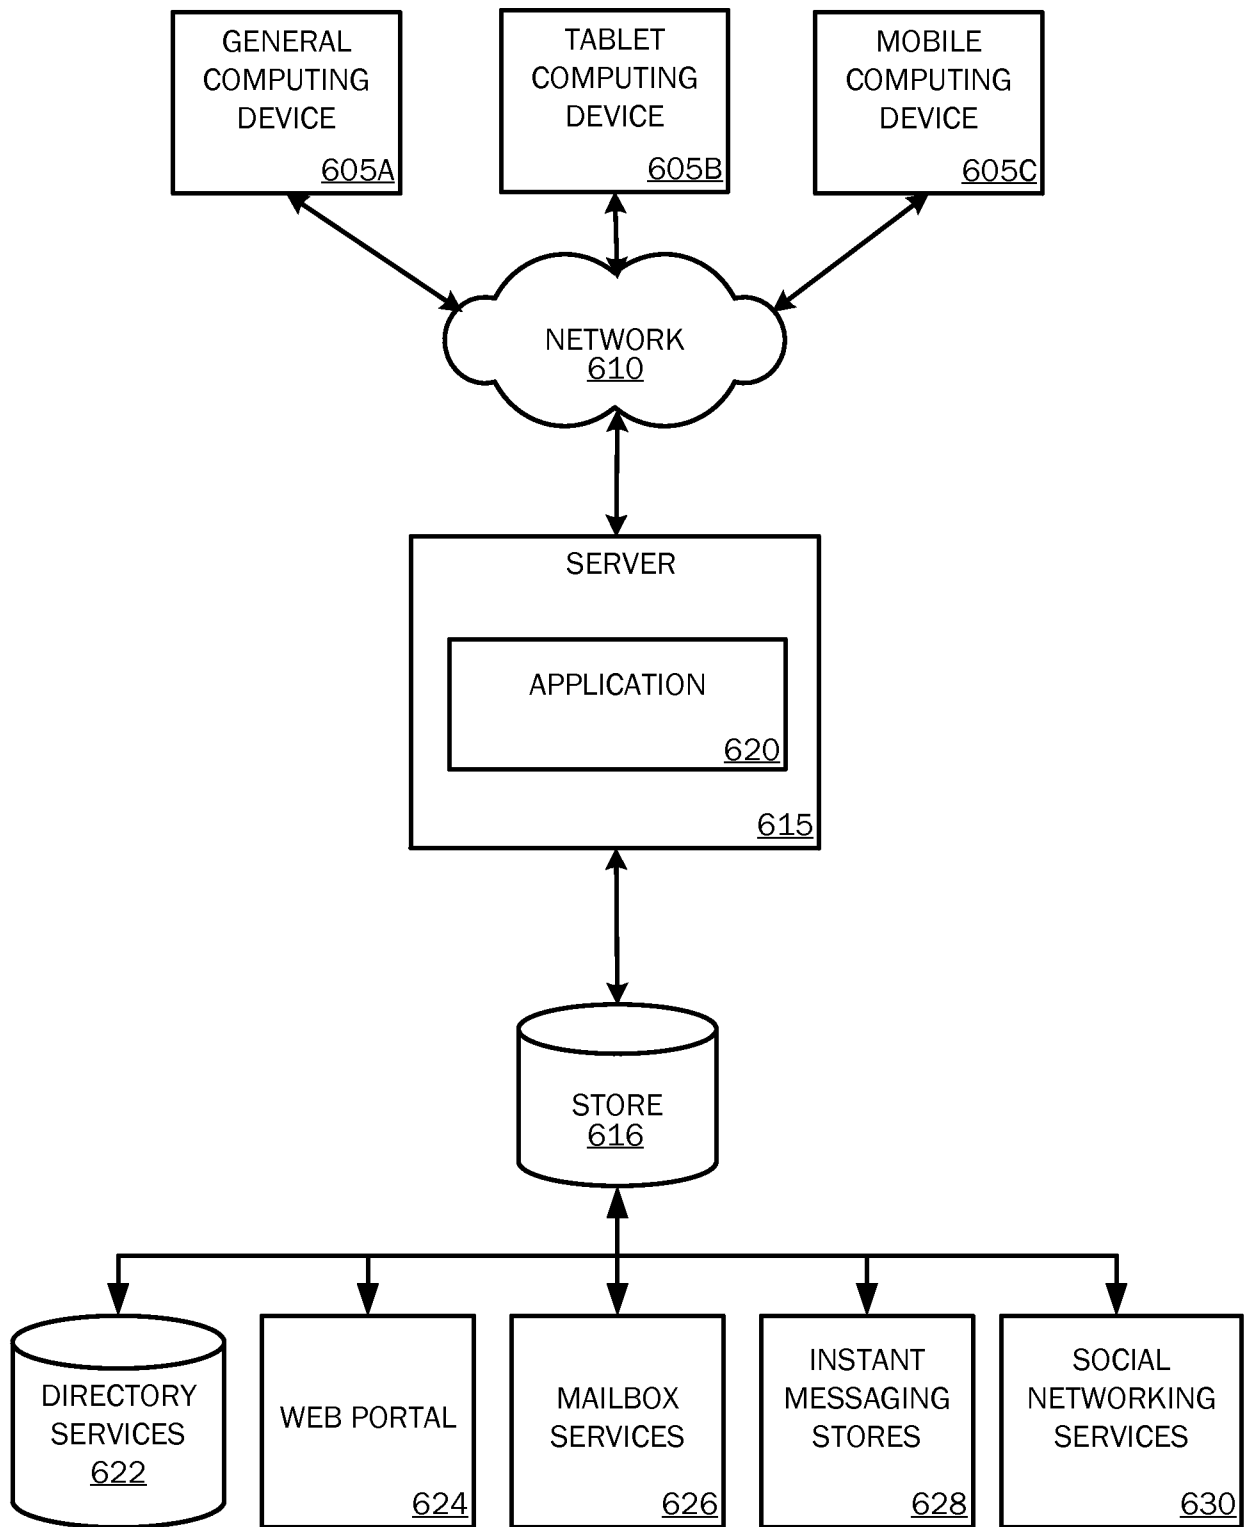 GENERAL
COMPUTING
DEVICE
605A
TABLET
COMPUTING
DEVICE
605B
MOBILE
COMPUTING
DEVICE
605C
NETWORK
610
SERVER
APPLICATION
620
615
STORE
616
DIRECTORY
SERVICES
622
WEB PORTAL
624
MAILBOX
SERVICES
626
INSTANT
MESSAGING
STORES
628
SOCIAL
NETWORKING
SERVICES
630